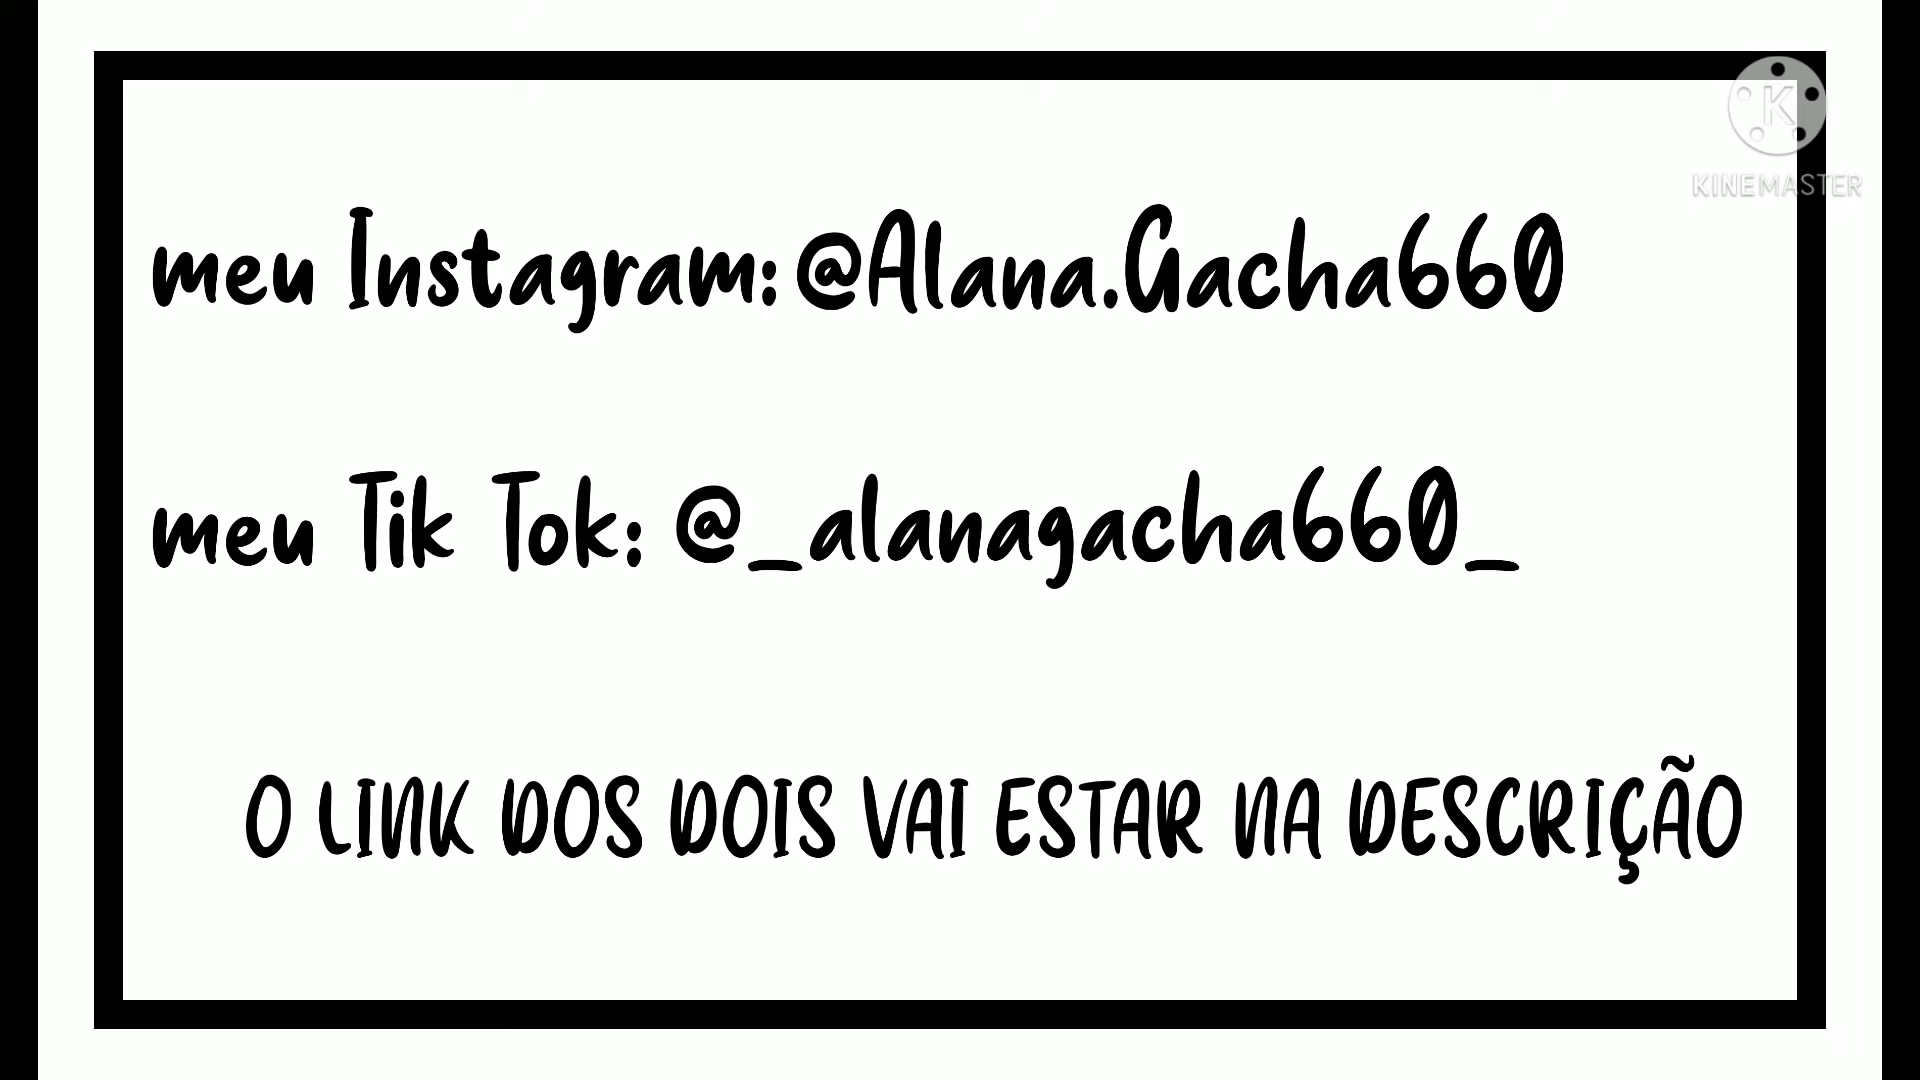 K
KINEMASTER
meu Instagram: @Alana.Gacha660
meu Tik Tok: @_alanagacha660_
O LINK DOS DOIS VAI ESTAR NA DESCRIÇÃO